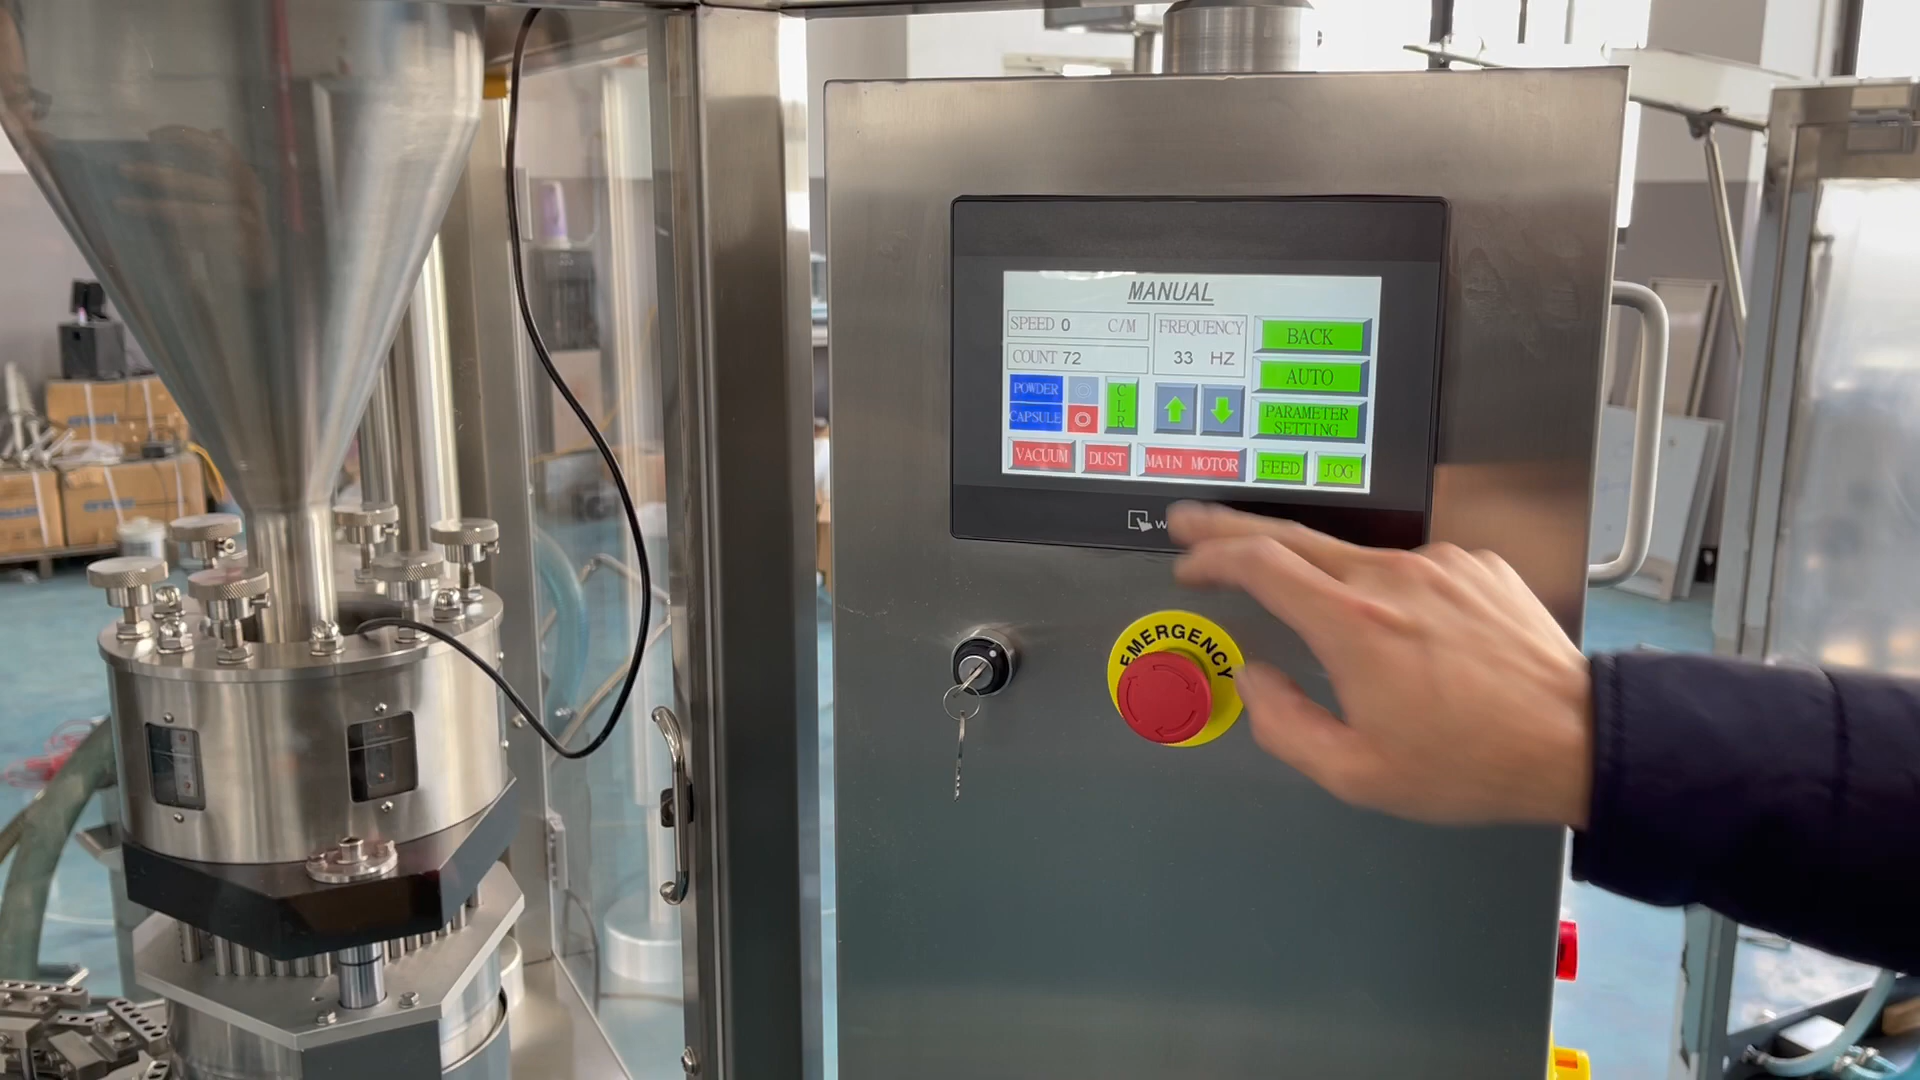 MANUAL
SPEED 0 C/M
FREQUENCY
33 HZ
COUNT 72
POWDER
CAPSULE
CLR
BACK
AUTO
PARAMETER
SETTING
VACUUM
DUST
MAIN MOTOR
FEED
JOG
EMERGENCY